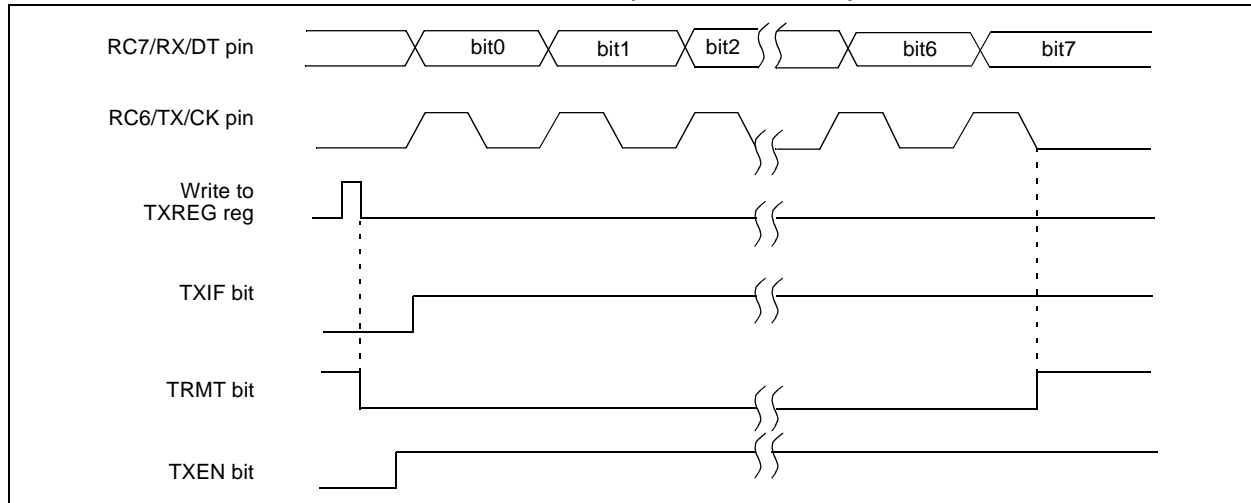 RC7/RX/DT pin
bit0 bit1 bit2 bit6 bit7
RC6/TX/CK pin
Write to
TXREG reg
TXIF bit
TRMT bit
TXEN bit